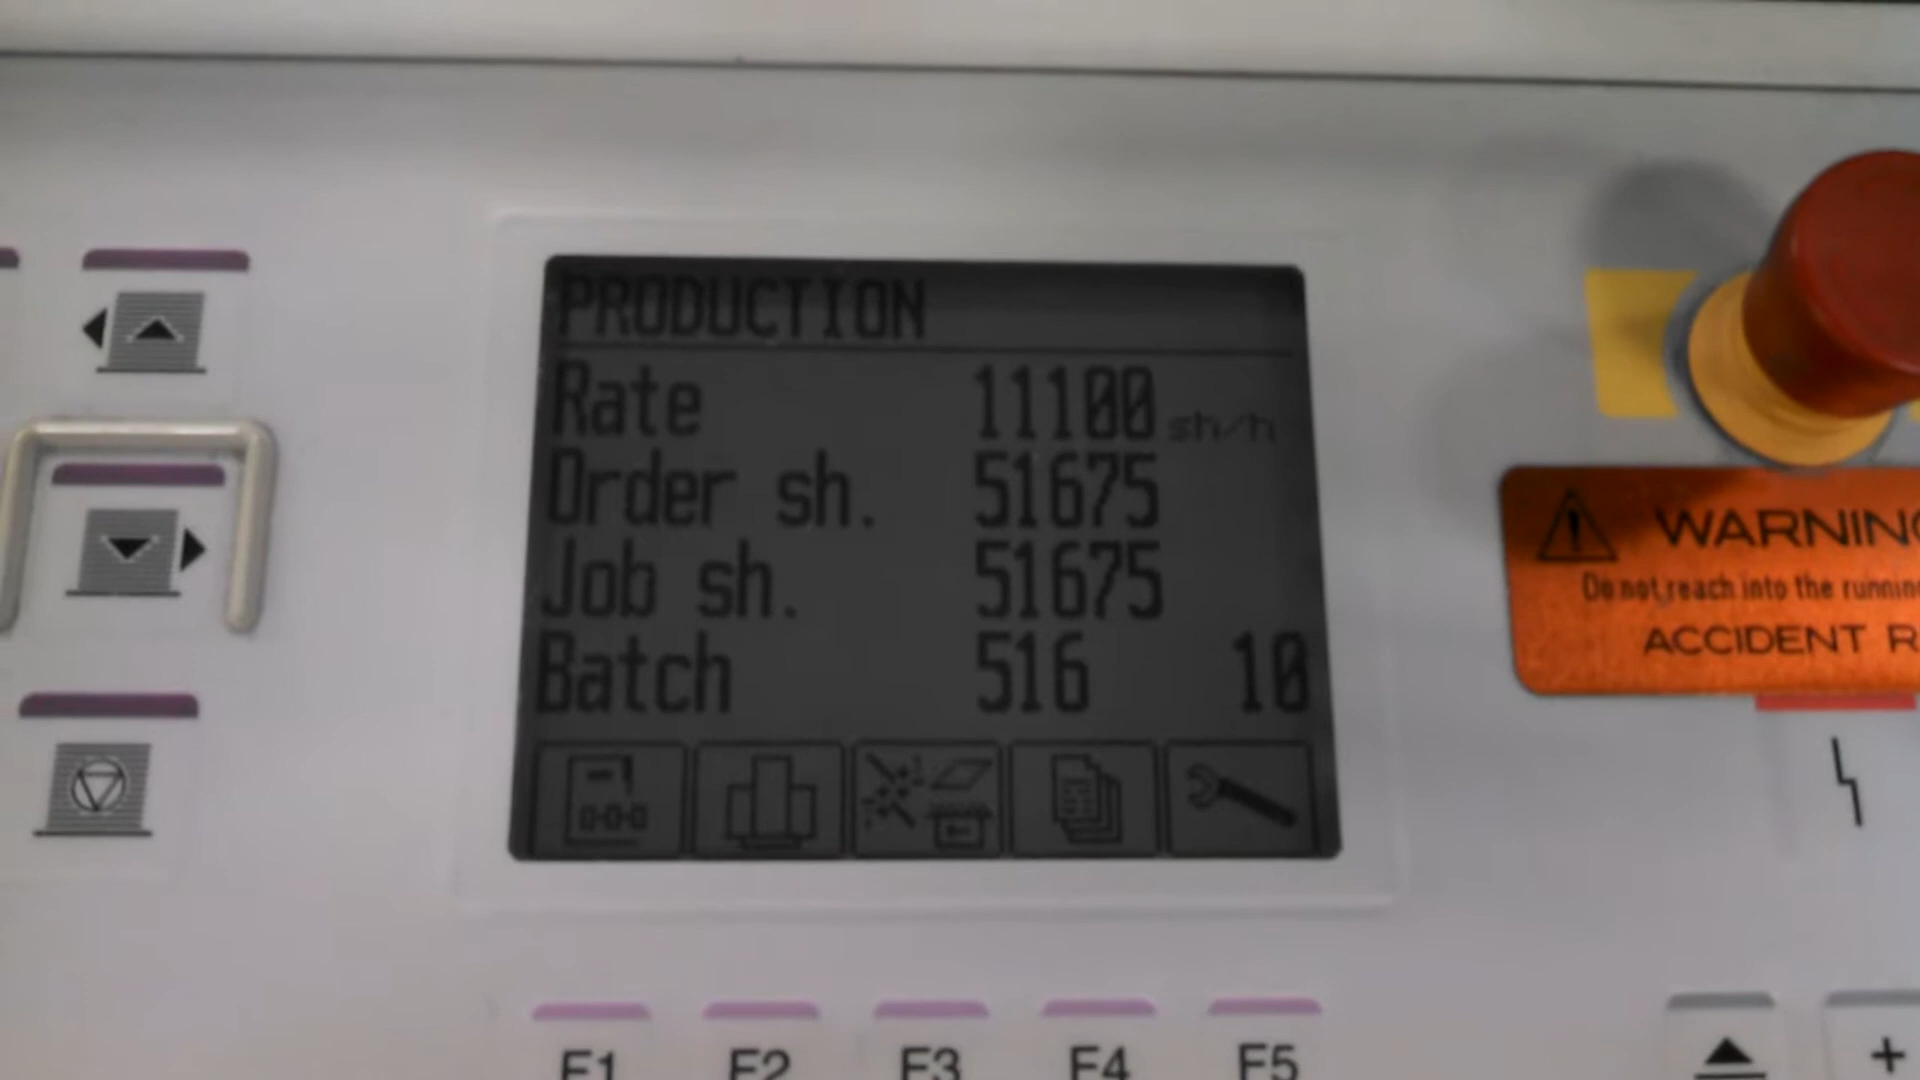 PRODUCTION
Rate 11100 sh/h
Order sh. 51675
Job sh. 51675
Batch 516 10
WARNING
Do not reach into the running
ACCIDENT R
F1 F2 F3 F4 F5
+